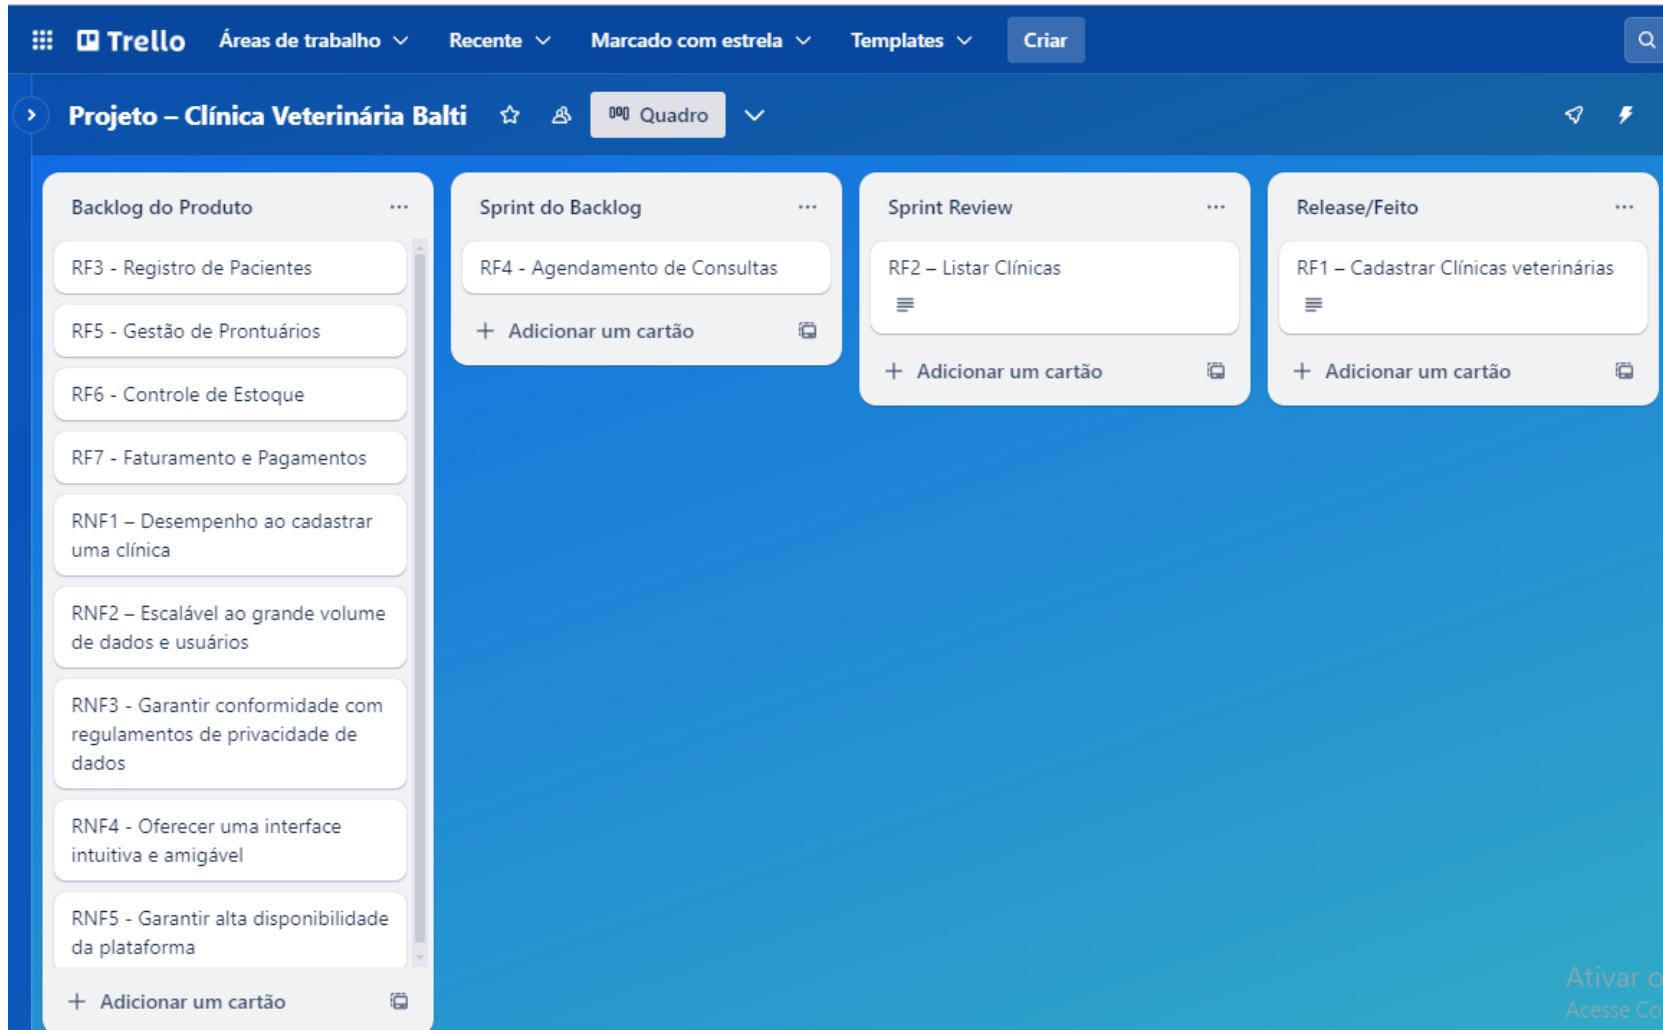 Trello
Áreas de trabalho
Recente
Marcado com estrela
Templates
Criar
Projeto – Clínica Veterinária Balti
Quadro
Backlog do Produto
RF3 - Registro de Pacientes
RF5 - Gestão de Prontuários
RF6 - Controle de Estoque
RF7 - Faturamento e Pagamentos
RNF1 – Desempenho ao cadastrar
uma clínica
RNF2 – Escalável ao grande volume
de dados e usuários
RNF3 - Garantir conformidade com
regulamentos de privacidade de
dados
RNF4 - Oferecer uma interface
intuitiva e amigável
RNF5 - Garantir alta disponibilidade
da plataforma
+ Adicionar um cartão
Sprint do Backlog
RF4 - Agendamento de Consultas
+ Adicionar um cartão
Sprint Review
RF2 – Listar Clínicas
+ Adicionar um cartão
Release/Feito
RF1 – Cadastrar Clínicas veterinárias
+ Adicionar um cartão
Ativar o
Acesse Co